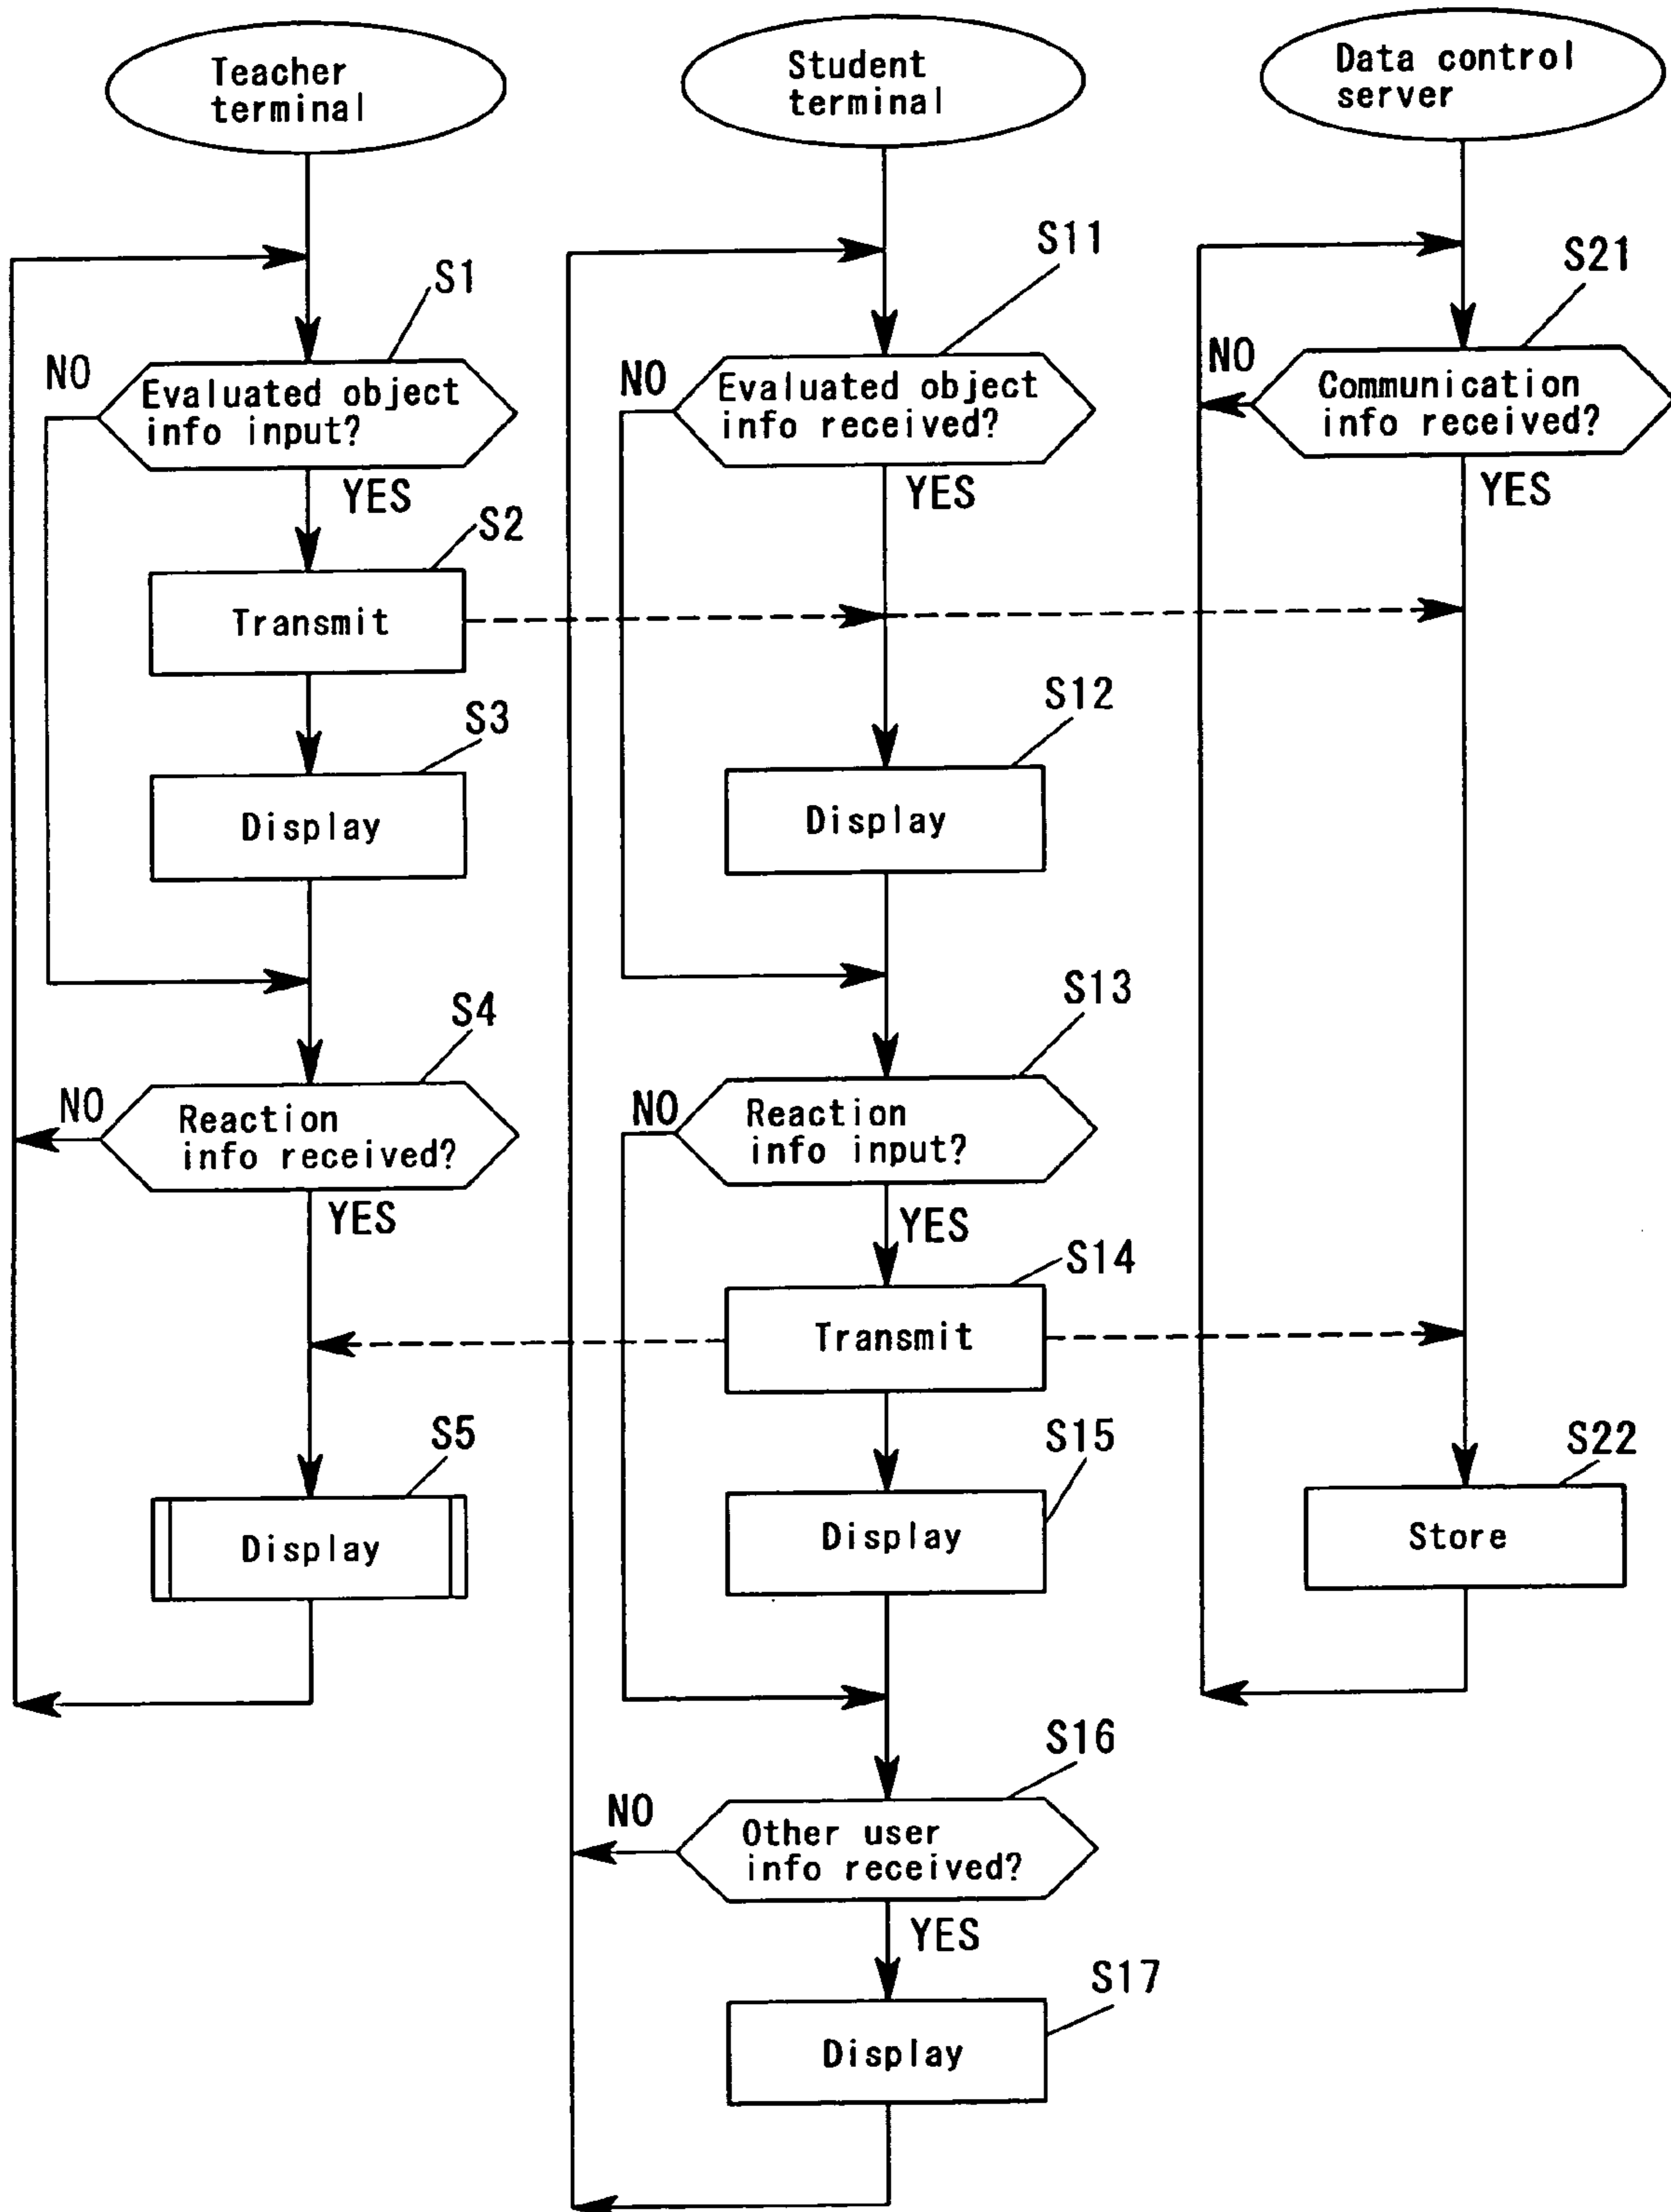 Teacher
terminal
S1
NO
Evaluated object
info input?
YES
S2
Transmit
S3
Display
S4
NO
Reaction
info received?
YES
S5
Display
Student
terminal
S11
NO
Evaluated object
info received?
YES
S12
Display
S13
NO
Reaction
info input?
YES
S14
Transmit
S15
Display
S16
NO
Other user
info received?
YES
S17
Display
Data control
server
S21
NO
Communication
info received?
YES
S22
Store